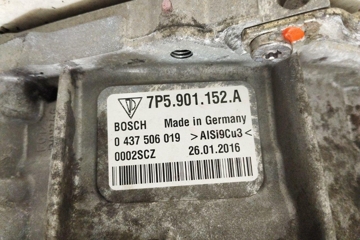 7P5.901.152.A
BOSCH Made in Germany
0 437 506 019 >AlSi9Cu3<
0002SCZ 26.01.2016